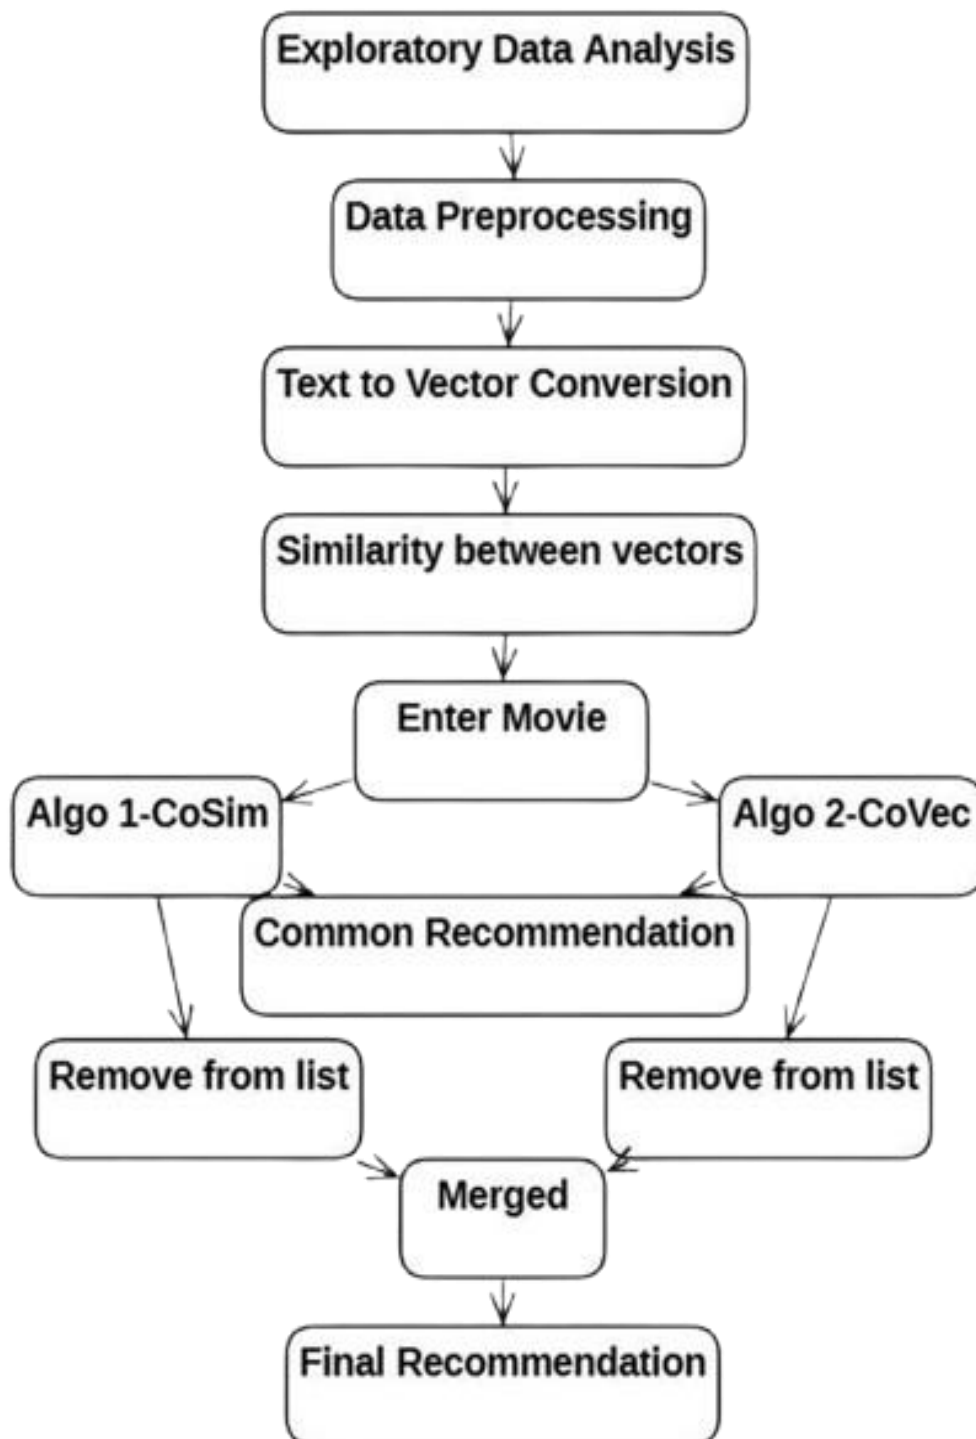 Exploratory Data Analysis
Data Preprocessing
Text to Vector Conversion
Similarity between vectors
Enter Movie
Algo 1-CoSim
Algo 2-CoVec
Common Recommendation
Remove from list
Remove from list
Merged
Final Recommendation